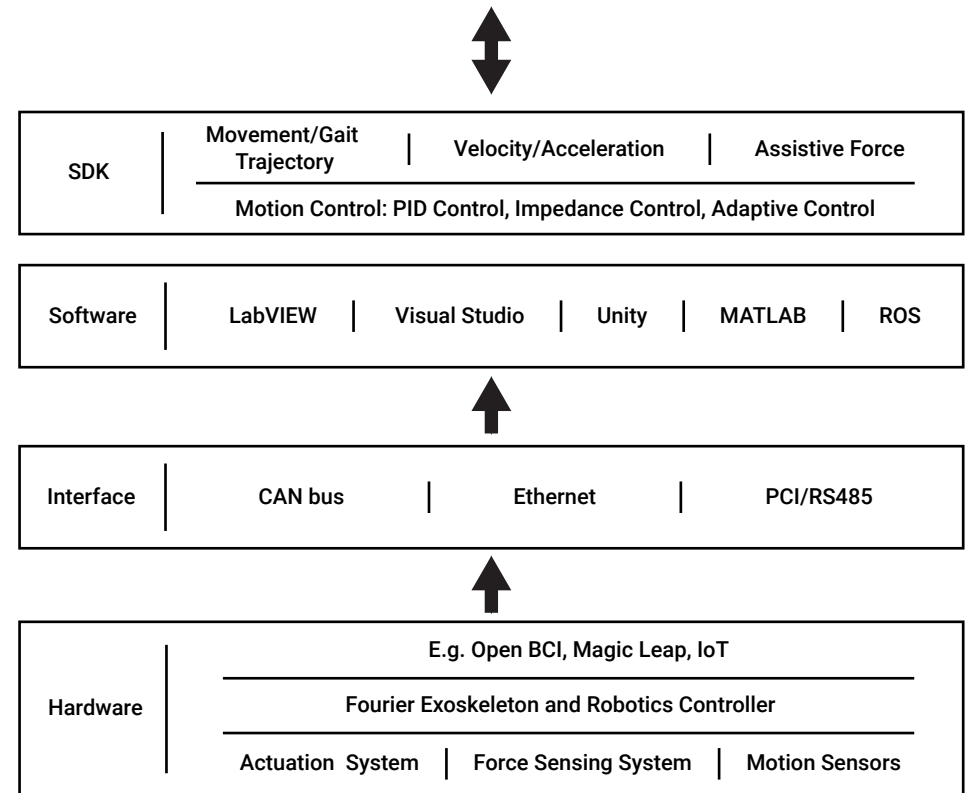 SDK
Movement/Gait
Trajectory
Velocity/Acceleration
Assistive Force
Motion Control: PID Control, Impedance Control, Adaptive Control
Software
LabVIEW
Visual Studio
Unity
MATLAB
ROS
Interface
CAN bus
Ethernet
PCI/RS485
Hardware
E.g. Open BCI, Magic Leap, IoT
Fourier Exoskeleton and Robotics Controller
Actuation System
Force Sensing System
Motion Sensors